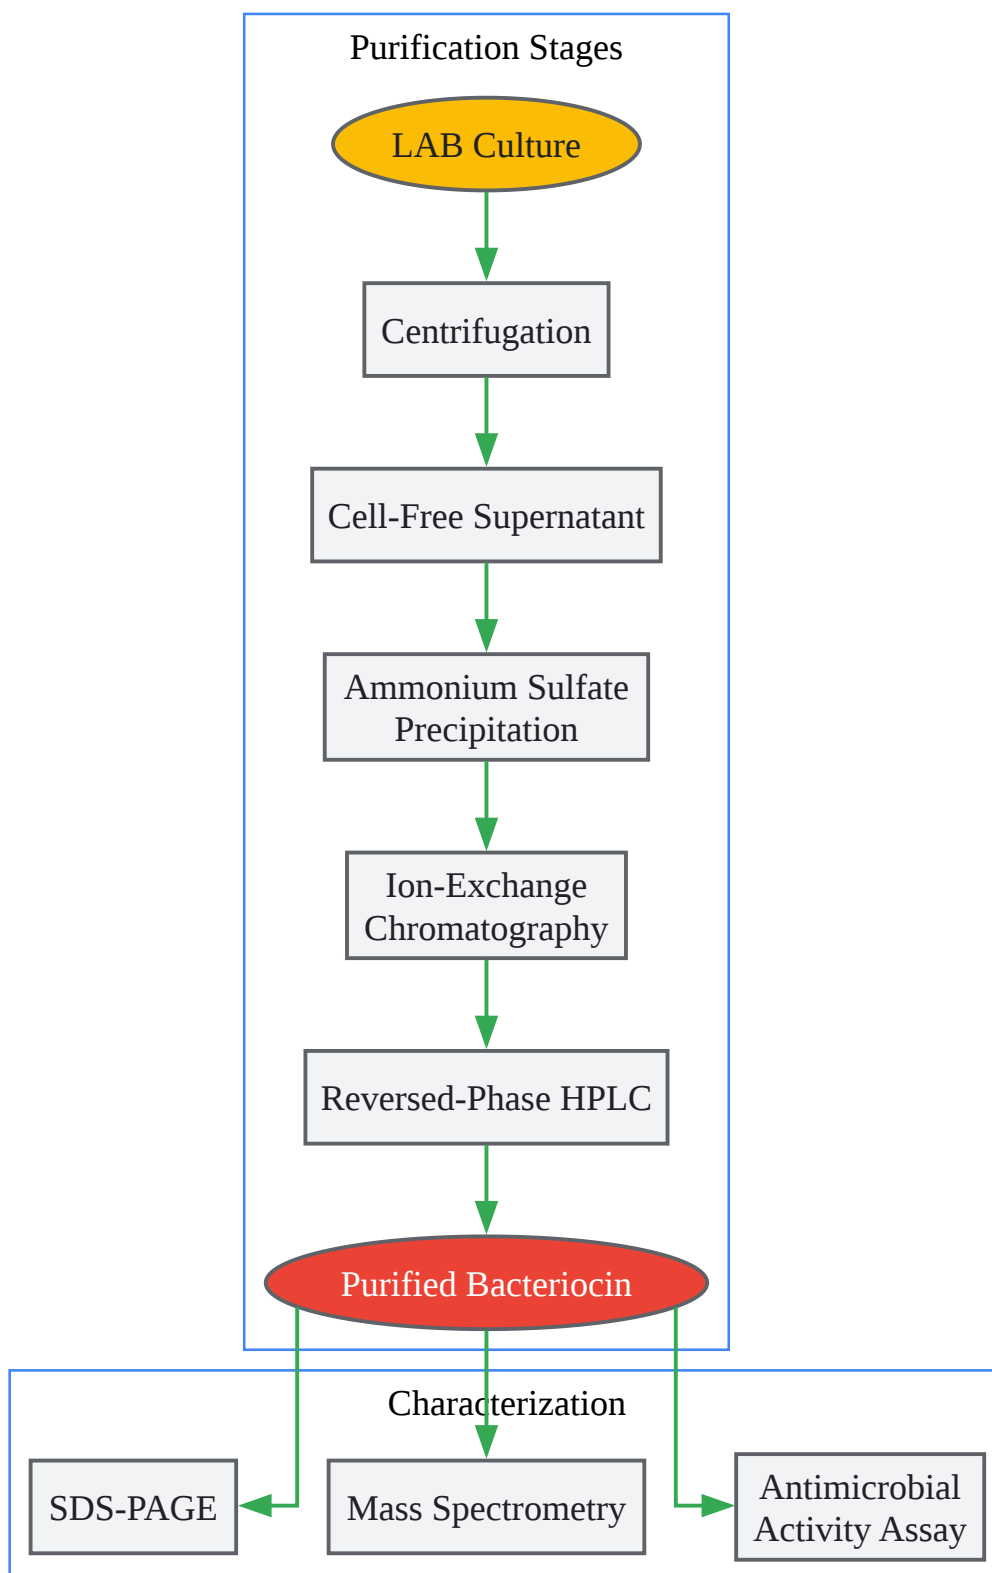 Purification Stages
LAB Culture
Centrifugation
Cell-Free Supernatant
Ammonium Sulfate
Precipitation
Ion-Exchange
Chromatography
Reversed-Phase HPLC
Purified Bacteriocin
Characterization
SDS-PAGE
Mass Spectrometry
Antimicrobial
Activity Assay